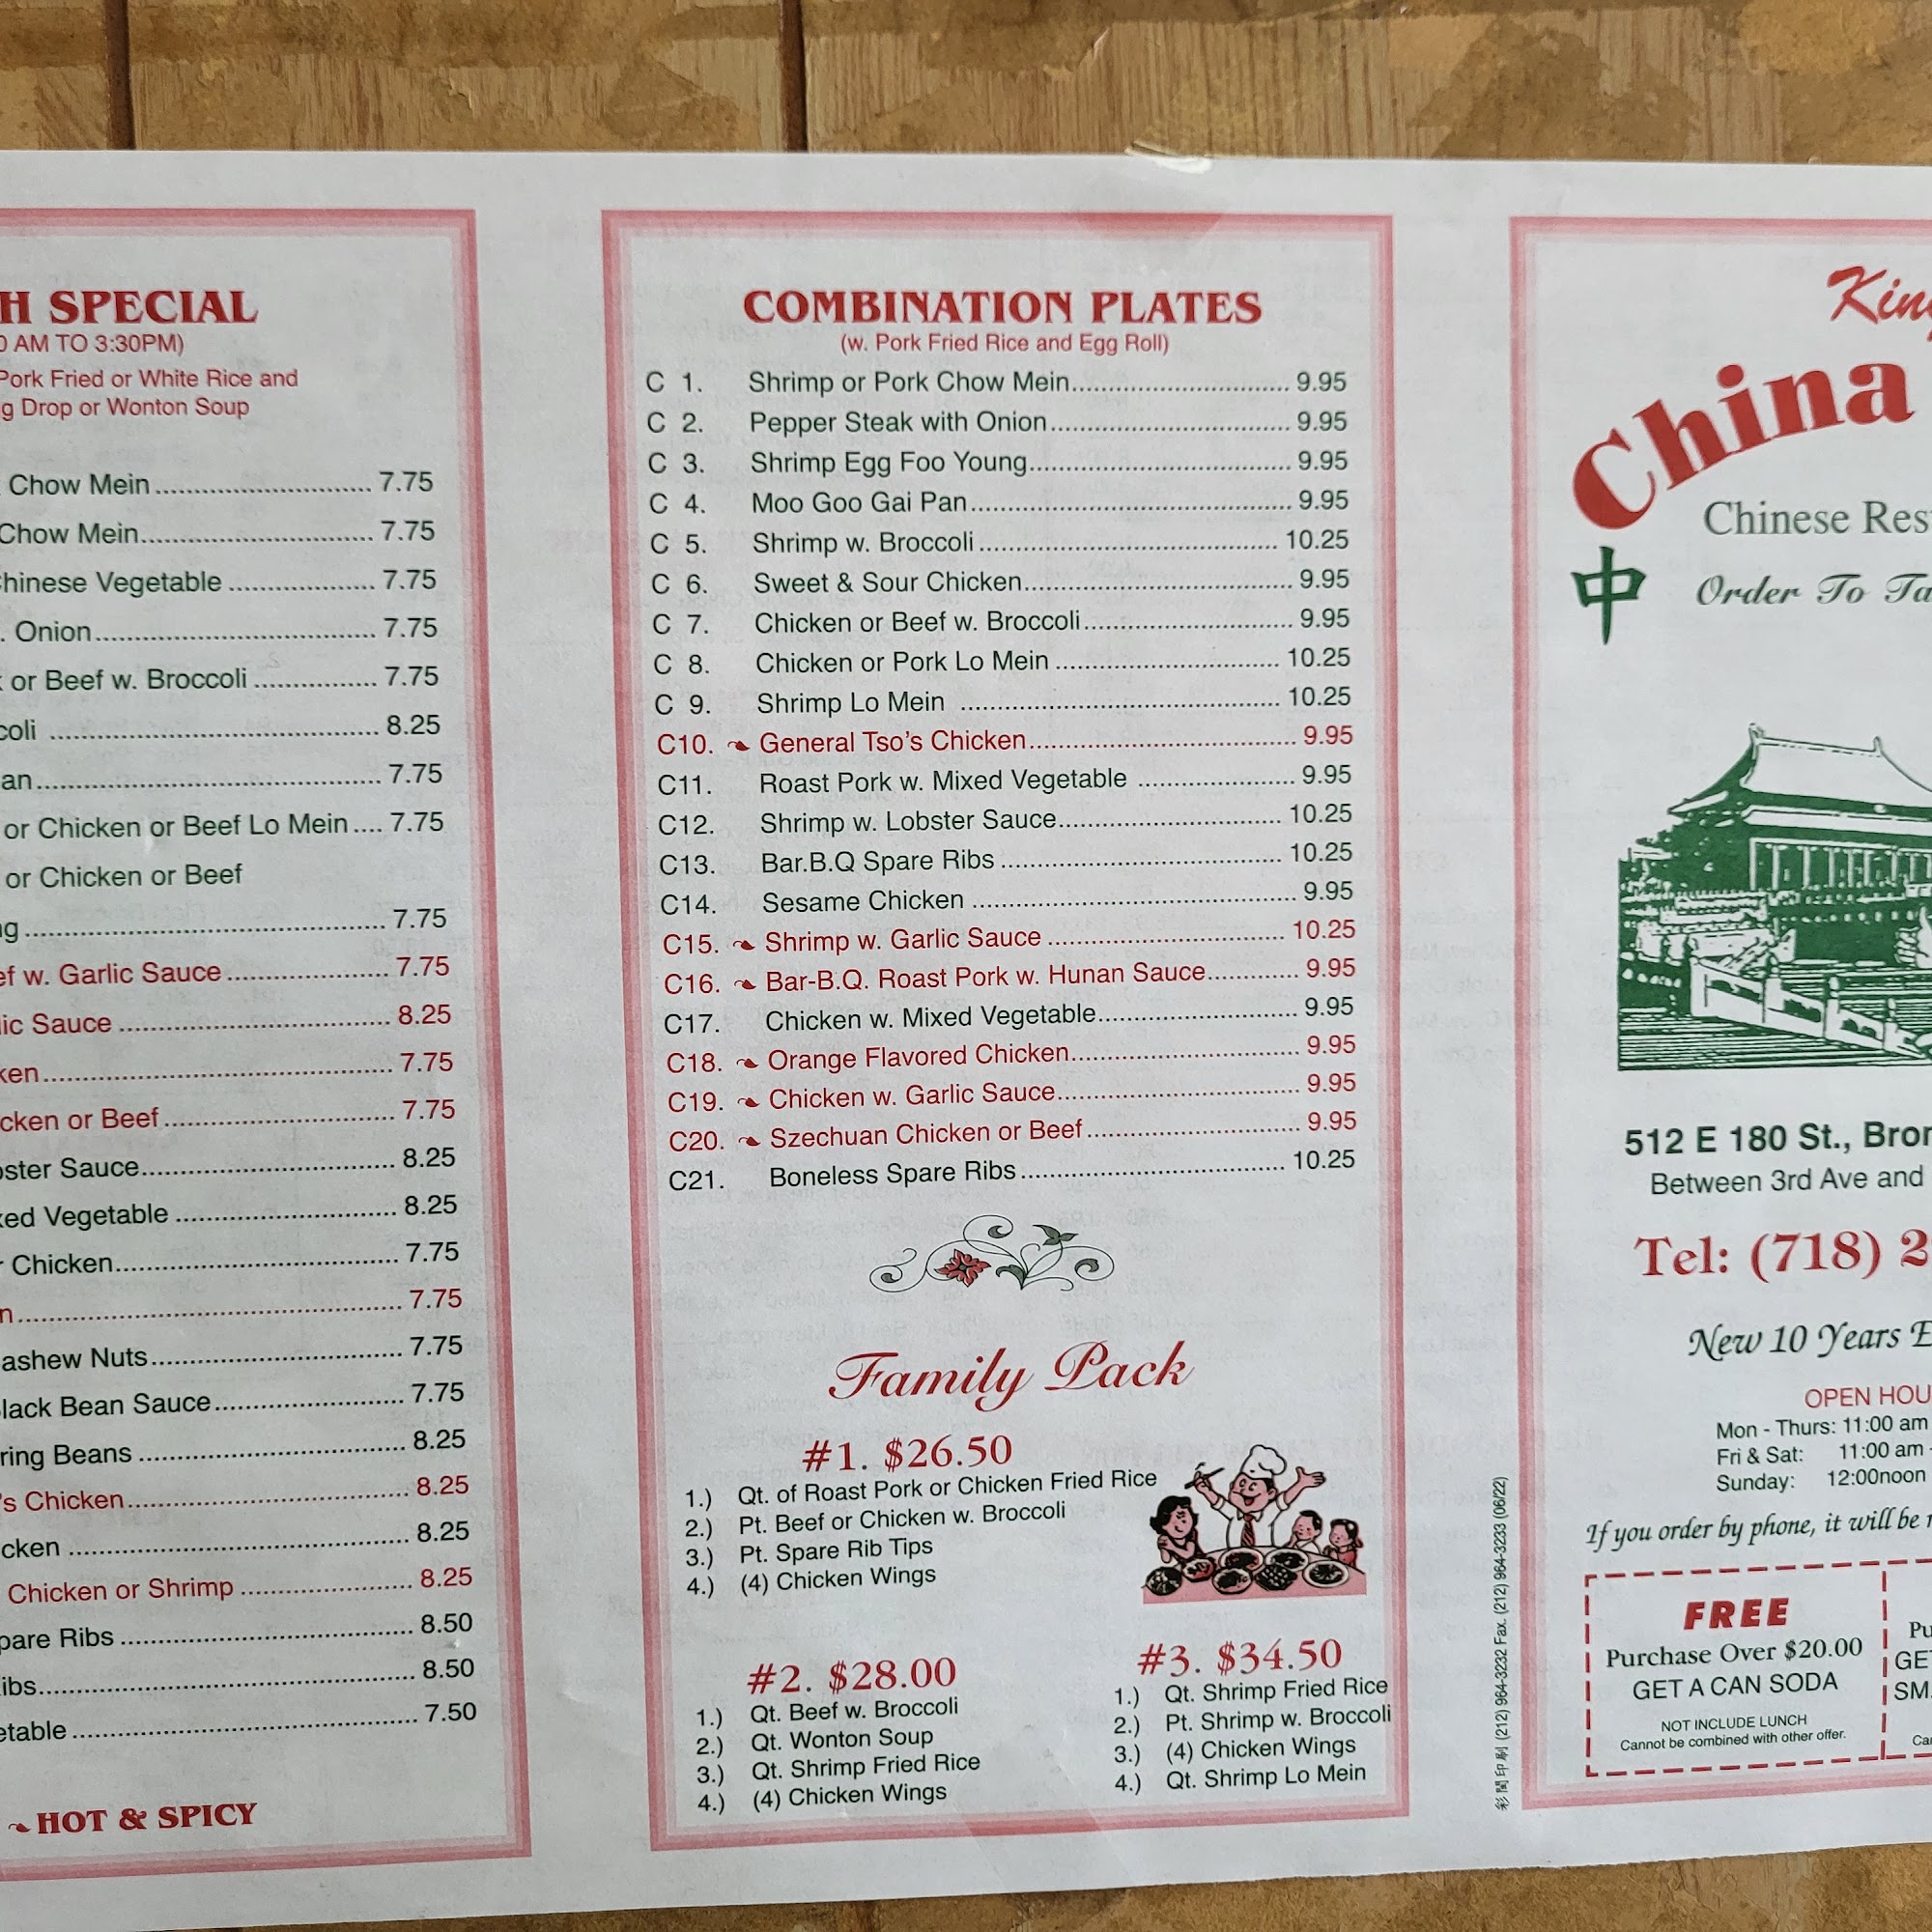 H SPECIAL
0 AM TO 3:30PM)
Pork Fried or White Rice and
g Drop or Wonton Soup
Chow Mein 7.75
Chow Mein 7.75
Chinese Vegetable 7.75
. Onion 7.75
or Beef w. Broccoli 7.75
coli 8.25
an 7.75
or Chicken or Beef Lo Mein 7.75
or Chicken or Beef
g 7.75
ef w. Garlic Sauce 7.75
lic Sauce 8.25
ken 7.75
cken or Beef 7.75
bster Sauce 8.25
xed Vegetable 8.25
r Chicken 7.75
n 7.75
ashew Nuts 7.75
lack Bean Sauce 7.75
ring Beans 8.25
's Chicken 8.25
cken 8.25
Chicken or Shrimp 8.25
pare Ribs 8.50
ibs 8.50
etable 7.50
HOT & SPICY
COMBINATION PLATES
(w. Pork Fried Rice and Egg Roll)
C 1. Shrimp or Pork Chow Mein 9.95
C 2. Pepper Steak with Onion 9.95
C 3. Shrimp Egg Foo Young 9.95
C 4. Moo Goo Gai Pan 9.95
C 5. Shrimp w. Broccoli 10.25
C 6. Sweet & Sour Chicken 9.95
C 7. Chicken or Beef w. Broccoli 9.95
C 8. Chicken or Pork Lo Mein 10.25
C 9. Shrimp Lo Mein 10.25
C10. General Tso's Chicken 9.95
C11. Roast Pork w. Mixed Vegetable 9.95
C12. Shrimp w. Lobster Sauce 10.25
C13. Bar.B.Q Spare Ribs 10.25
C14. Sesame Chicken 9.95
C15. Shrimp w. Garlic Sauce 10.25
C16. Bar-B.Q. Roast Pork w. Hunan Sauce 9.95
C17. Chicken w. Mixed Vegetable 9.95
C18. Orange Flavored Chicken 9.95
C19. Chicken w. Garlic Sauce 9.95
C20. Szechuan Chicken or Beef 9.95
C21. Boneless Spare Ribs 10.25
Family Pack
#1. $26.50
1.) Qt. of Roast Pork or Chicken Fried Rice
2.) Pt. Beef or Chicken w. Broccoli
3.) Pt. Spare Rib Tips
4.) (4) Chicken Wings
#2. $28.00
1.) Qt. Beef w. Broccoli
2.) Qt. Wonton Soup
3.) Qt. Shrimp Fried Rice
4.) (4) Chicken Wings
#3. $34.50
1.) Qt. Shrimp Fried Rice
2.) Pt. Shrimp w. Broccoli
3.) (4) Chicken Wings
4.) Qt. Shrimp Lo Mein
(212) 964-3232 Fax. (212) 964-3233 (06/22)
King
China
Chinese Res
中
Order To Ta
512 E 180 St., Bron
Between 3rd Ave and
Tel: (718) 2
New 10 Years E
OPEN HOU
Mon - Thurs: 11:00 am
Fri & Sat: 11:00 am -
Sunday: 12:00noon
If you order by phone, it will be r
FREE
Purchase Over $20.00
GET A CAN SODA
NOT INCLUDE LUNCH
Cannot be combined with other offer.
Pu
GE
SM
Ca